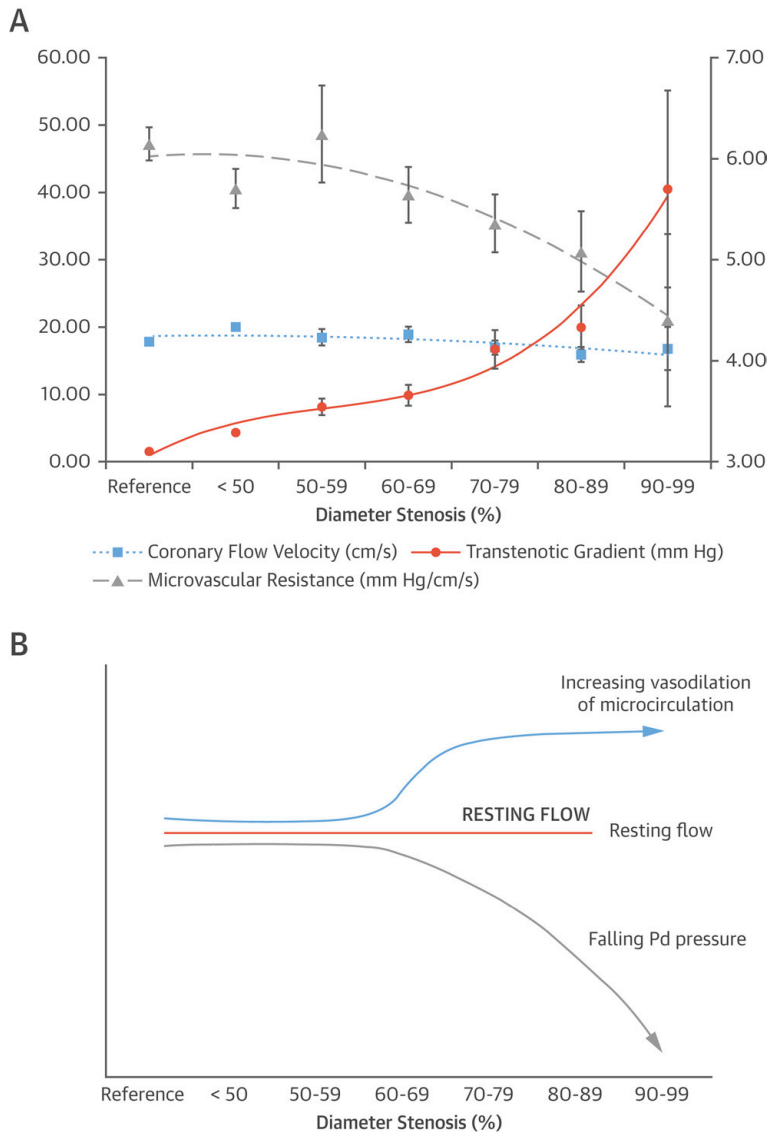 A
60.00
50.00
40.00
30.00
20.00
10.00
0.00
7.00
6.00
5.00
4.00
3.00
Reference < 50 50-59 60-69 70-79 80-89 90-99
Diameter Stenosis (%)
Coronary Flow Velocity (cm/s) Transtenotic Gradient (mm Hg)
Microvascular Resistance (mm Hg/cm/s)
B
Increasing vasodilation
of microcirculation
RESTING FLOW
Resting flow
Falling Pd pressure
Reference < 50 50-59 60-69 70-79 80-89 90-99
Diameter Stenosis (%)